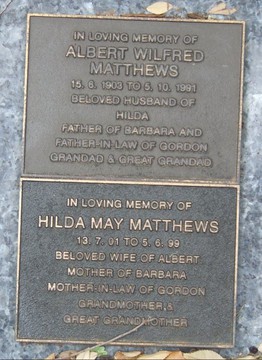 IN LOVING MEMORY OF
ALBERT WILFRED
MATTHEWS
15. 6. 1903 TO 5. 10. 1991
BELOVED HUSBAND OF
HILDA
FATHER OF BARBARA AND
FATHER-IN-LAW OF GORDON
GRANDAD & GREAT GRANDAD
IN LOVING MEMORY OF
HILDA MAY MATTHEWS
13. 7. 01 TO 5. 6. 99
BELOVED WIFE OF ALBERT
MOTHER OF BARBARA
MOTHER-IN-LAW OF GORDON
GRANDMOTHER &
GREAT GRANDMOTHER